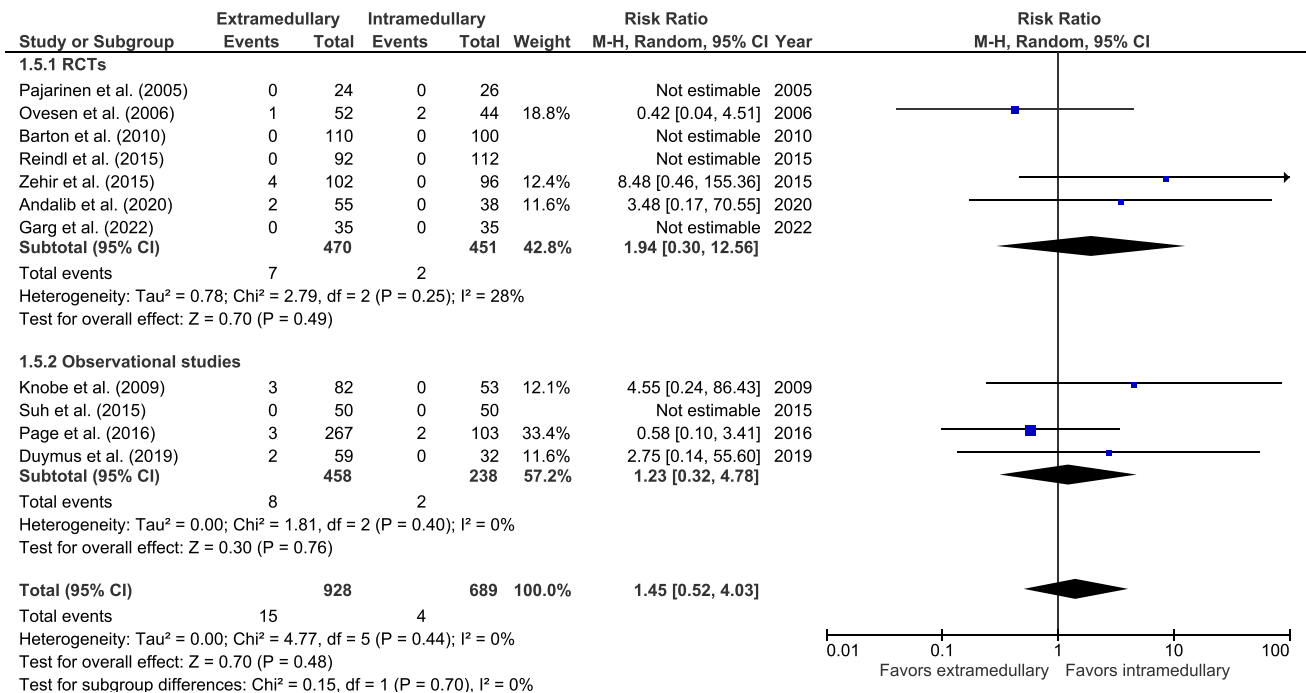 Extramedullary Intramedullary Risk Ratio Risk Ratio
Study or Subgroup Events Total Events Total Weight M-H, Random, 95% CI Year M-H, Random, 95% CI
1.5.1 RCTs
Pajarinen et al. (2005) 0 24 0 26 Not estimable 2005
Ovesen et al. (2006) 1 52 2 44 18.8% 0.42 [0.04, 4.51] 2006
Barton et al. (2010) 0 110 0 100 Not estimable 2010
Reindl et al. (2015) 0 92 0 112 Not estimable 2015
Zehir et al. (2015) 4 102 0 96 12.4% 8.48 [0.46, 155.36] 2015
Andalib et al. (2020) 2 55 0 38 11.6% 3.48 [0.17, 70.55] 2020
Garg et al. (2022) 0 35 0 35 Not estimable 2022
Subtotal (95% CI) 470 451 42.8% 1.94 [0.30, 12.56]
Total events 7 2
Heterogeneity: Tau² = 0.78; Chi² = 2.79, df = 2 (P = 0.25); I² = 28%
Test for overall effect: Z = 0.70 (P = 0.49)
1.5.2 Observational studies
Knobe et al. (2009) 3 82 0 53 12.1% 4.55 [0.24, 86.43] 2009
Suh et al. (2015) 0 50 0 50 Not estimable 2015
Page et al. (2016) 3 267 2 103 33.4% 0.58 [0.10, 3.41] 2016
Duymus et al. (2019) 2 59 0 32 11.6% 2.75 [0.14, 55.60] 2019
Subtotal (95% CI) 458 238 57.2% 1.23 [0.32, 4.78]
Total events 8 2
Heterogeneity: Tau² = 0.00; Chi² = 1.81, df = 2 (P = 0.40); I² = 0%
Test for overall effect: Z = 0.30 (P = 0.76)
Total (95% CI) 928 689 100.0% 1.45 [0.52, 4.03]
Total events 15 4
Heterogeneity: Tau² = 0.00; Chi² = 4.77, df = 5 (P = 0.44); I² = 0%
Test for overall effect: Z = 0.70 (P = 0.48)
Test for subgroup differences: Chi² = 0.15, df = 1 (P = 0.70), I² = 0%
0.01 0.1 1 10 100
Favors extramedullary Favors intramedullary